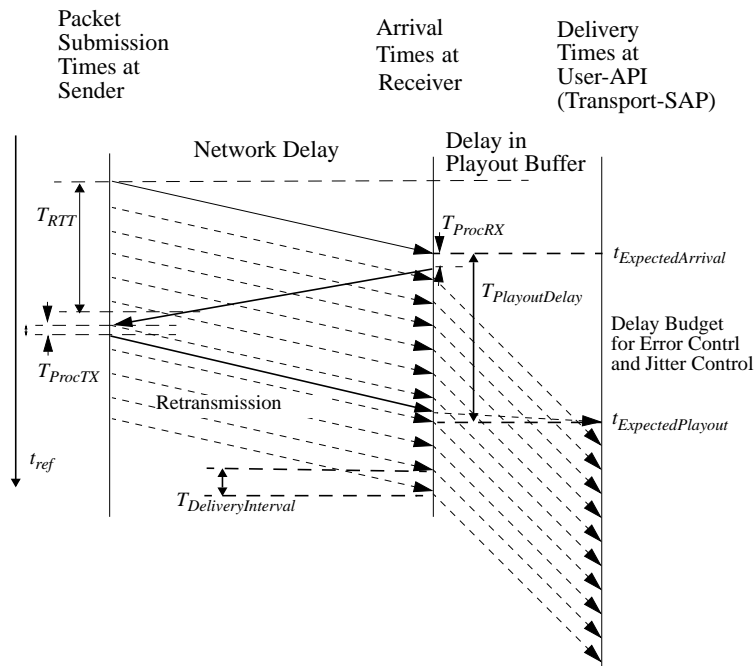 Packet
Submission
Times at
Sender
Arrival
Times at
Receiver
Delivery
Times at
User-API
(Transport-SAP)
Network Delay
Delay in
Playout Buffer
T_RTT
T_ProcRX
t_ExpectedArrival
T_PlayoutDelay
Delay Budget
for Error Contrl
and Jitter Control
T_ProcTX
Retransmission
t_ExpectedPlayout
t_ref
T_DeliveryInterval